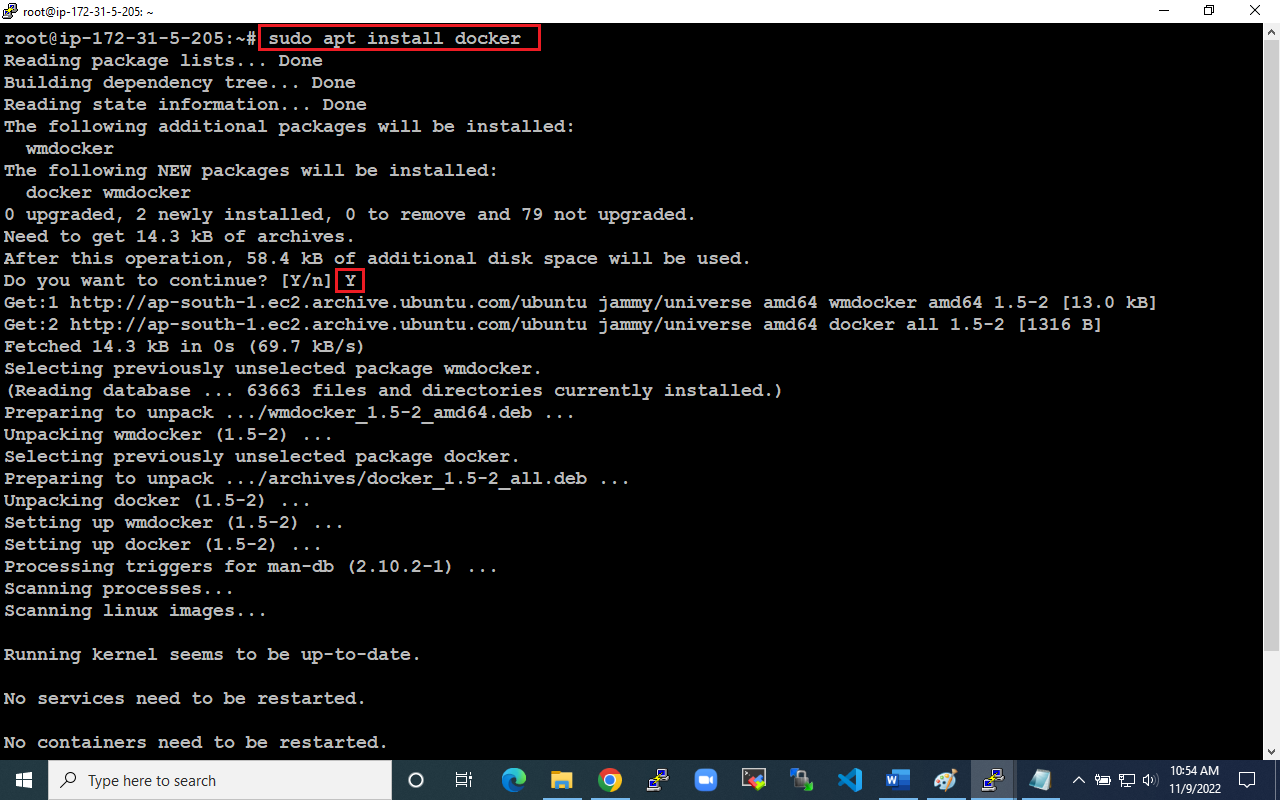 root@ip-172-31-5-205: ~
root@ip-172-31-5-205:~# sudo apt install docker
Reading package lists... Done
Building dependency tree... Done
Reading state information... Done
The following additional packages will be installed:
  wmdocker
The following NEW packages will be installed:
  docker wmdocker
0 upgraded, 2 newly installed, 0 to remove and 79 not upgraded.
Need to get 14.3 kB of archives.
After this operation, 58.4 kB of additional disk space will be used.
Do you want to continue? [Y/n] Y
Get:1 http://ap-south-1.ec2.archive.ubuntu.com/ubuntu jammy/universe amd64 wmdocker amd64 1.5-2 [13.0 kB]
Get:2 http://ap-south-1.ec2.archive.ubuntu.com/ubuntu jammy/universe amd64 docker all 1.5-2 [1316 B]
Fetched 14.3 kB in 0s (69.7 kB/s)
Selecting previously unselected package wmdocker.
(Reading database ... 63663 files and directories currently installed.)
Preparing to unpack .../wmdocker_1.5-2_amd64.deb ...
Unpacking wmdocker (1.5-2) ...
Selecting previously unselected package docker.
Preparing to unpack .../archives/docker_1.5-2_all.deb ...
Unpacking docker (1.5-2) ...
Setting up wmdocker (1.5-2) ...
Setting up docker (1.5-2) ...
Processing triggers for man-db (2.10.2-1) ...
Scanning processes...
Scanning linux images...
Running kernel seems to be up-to-date.
No services need to be restarted.
No containers need to be restarted.
Type here to search
10:54 AM
11/9/2022